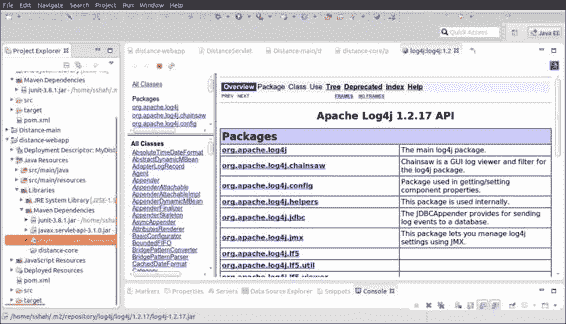 File Edit Navigate Search Project Run Window Help
Quick Access
Java EE
Project Explorer
Maven Dependencies
junit-3.8.1.jar - /home/sshah/.m
src
target
pom.xml
Distance-main
distance-webapp
Deployment Descriptor: MyDis
Java Resources
src/main/java
src/main/resources
Libraries
JRE System Library [JSE-1.5
Maven Dependencies
junit-3.8.1.jar - /home/s
javax.servlet-api-3.1.0.jar
distance-core
JavaScript Resources
Deployed Resources
pom.xml
src
target
distance-webapp
DistanceServlet
Distance-main/d
distance-core/p
log4j:log4j:1.2
All Classes
Packages
org.apache.log4j
org.apache.log4j.chainsaw
org.apache.log4j.config
All Classes
AbsoluteTimeDateFormat
AbstractDynamicMBean
AdapterLogRecord
Agent
Appender
AppenderAttachable
AppenderAttachableImpl
AppenderDynamicMBean
AppenderFinalizer
AppenderSkeleton
AsyncAppender
AttributesRenderer
BasicConfigurator
BoundedFIFO
BridgePatternConverter
BridgePatternParser
CachedDateFormat
Category
Overview Package Class Use Tree Deprecated Index Help
PREV NEXT FRAMES NO FRAMES
Apache Log4j 1.2.17 API
Packages
org.apache.log4j The main log4j package.
org.apache.log4j.chainsaw Chainsaw is a GUI log viewer and filter for
the log4j package.
org.apache.log4j.config Package used in getting/setting
component properties.
org.apache.log4j.helpers This package is used internally.
org.apache.log4j.jdbc The JDBCAppender provides for sending
log events to a database.
org.apache.log4j.jmx This package lets you manage log4j
settings using JMX.
org.apache.log4j.lf5
org.apache.log4j.lf5.util
org.apache.log4j.lf5.viewer
Markers Properties Servers Data Source Explorer Snippets Console
/home/sshah/.m2/repository/log4j/log4j/1.2.17/log4j-1.2.17.jar